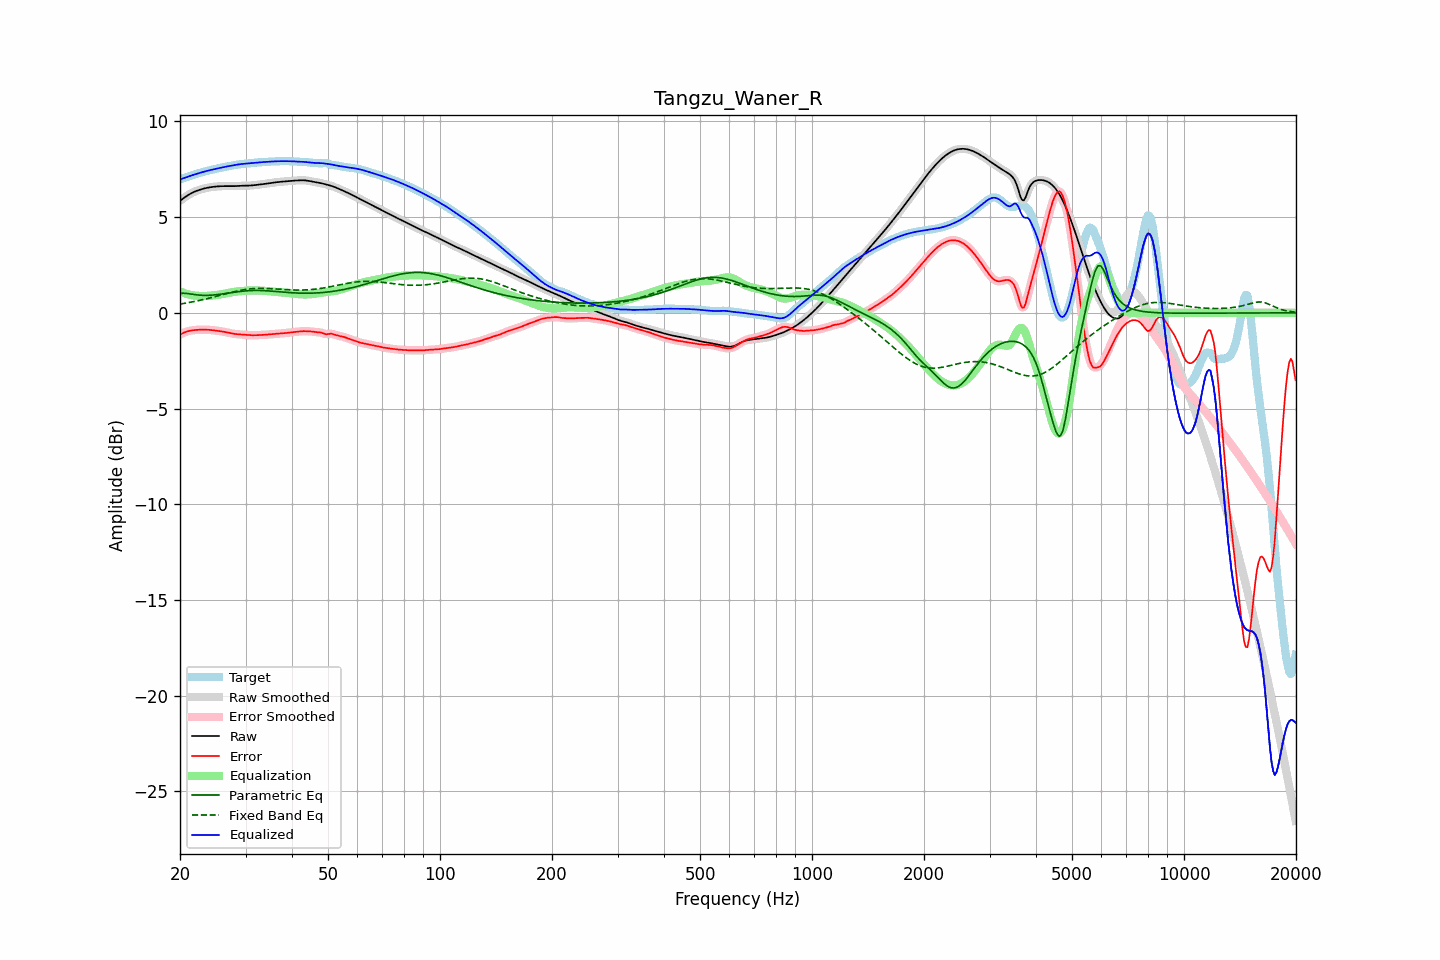 Tangzu_Waner_R
10
5
0
−5
−10
−15
−20
−25
Amplitude (dBr)
Target
Raw Smoothed
Error Smoothed
Raw
Error
Equalization
Parametric Eq
Fixed Band Eq
Equalized
20 50 100 200 500 1000 2000 5000 10000 20000
Frequency (Hz)